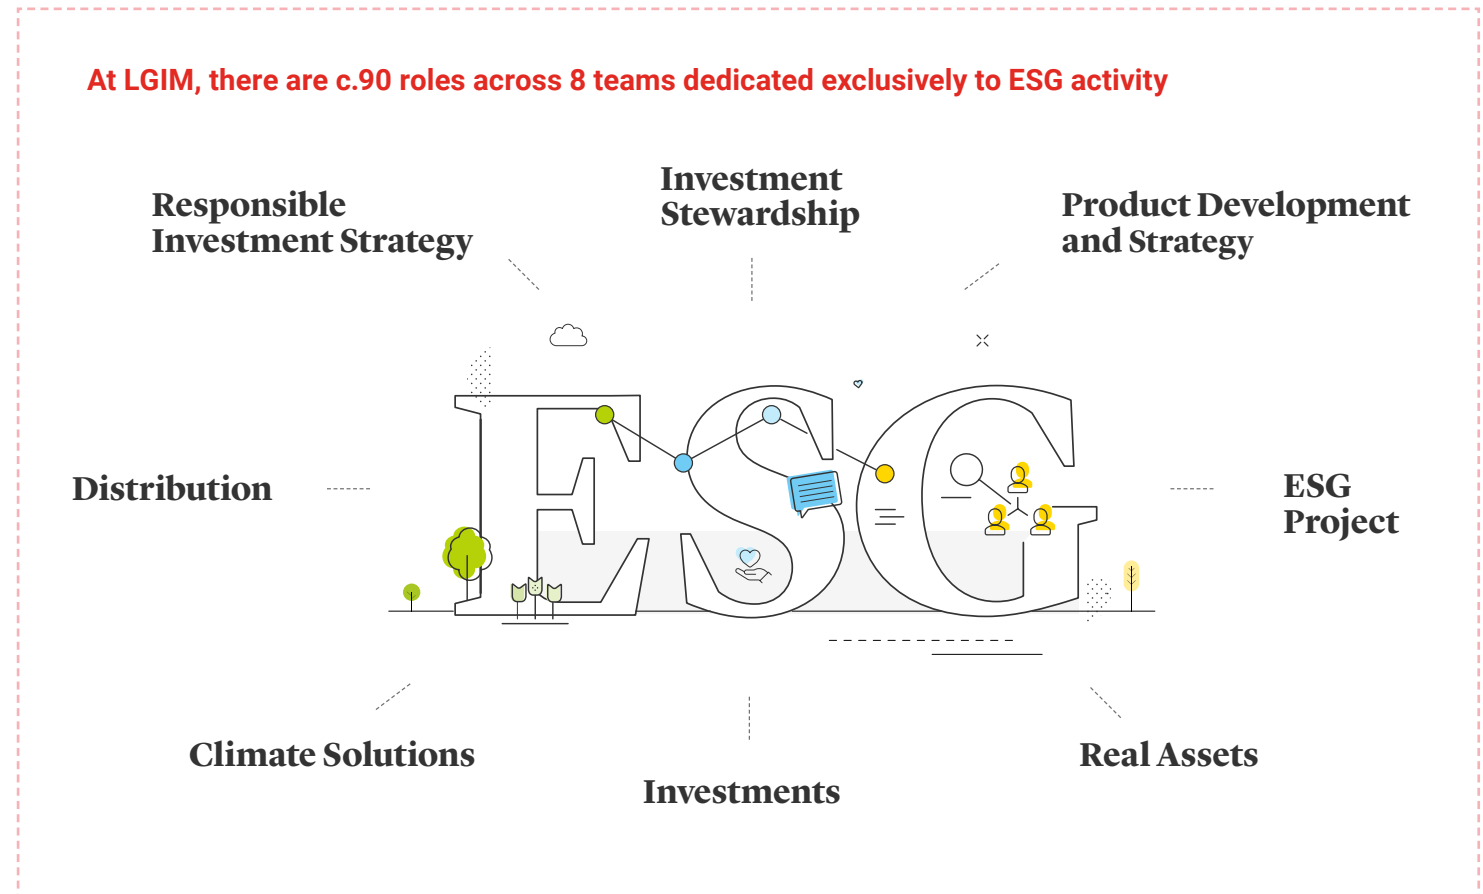 At LGIM, there are c.90 roles across 8 teams dedicated exclusively to ESG activity
Responsible
Investment Strategy
Investment
Stewardship
Product Development
and Strategy
Distribution
ESG
ESG
Project
Climate Solutions
Investments
Real Assets